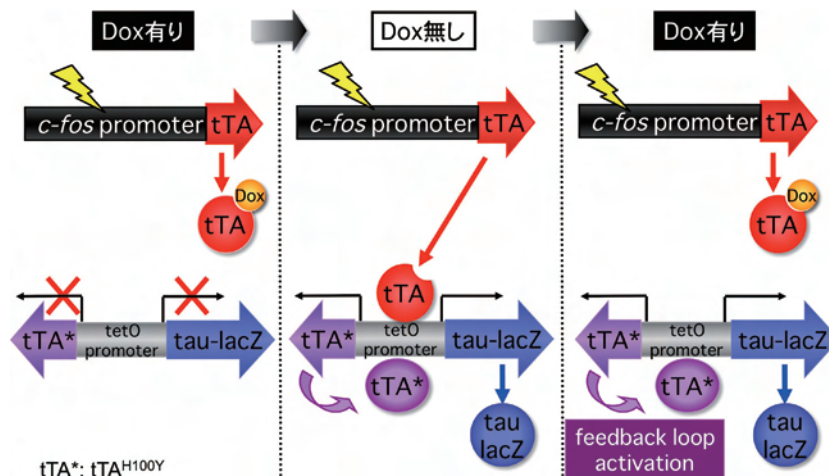 Dox有り
c-fos promoter
tTA
Dox
tTA
tTA*
tetO
promoter
tau-lacZ
tTA*: tTAH100Y
Dox無し
c-fos promoter
tTA
tTA
tTA*
tetO
promoter
tau-lacZ
tTA*
tau
lacZ
Dox有り
c-fos promoter
tTA
Dox
tTA
tTA*
tetO
promoter
tau-lacZ
tTA*
tau
lacZ
feedback loop
activation